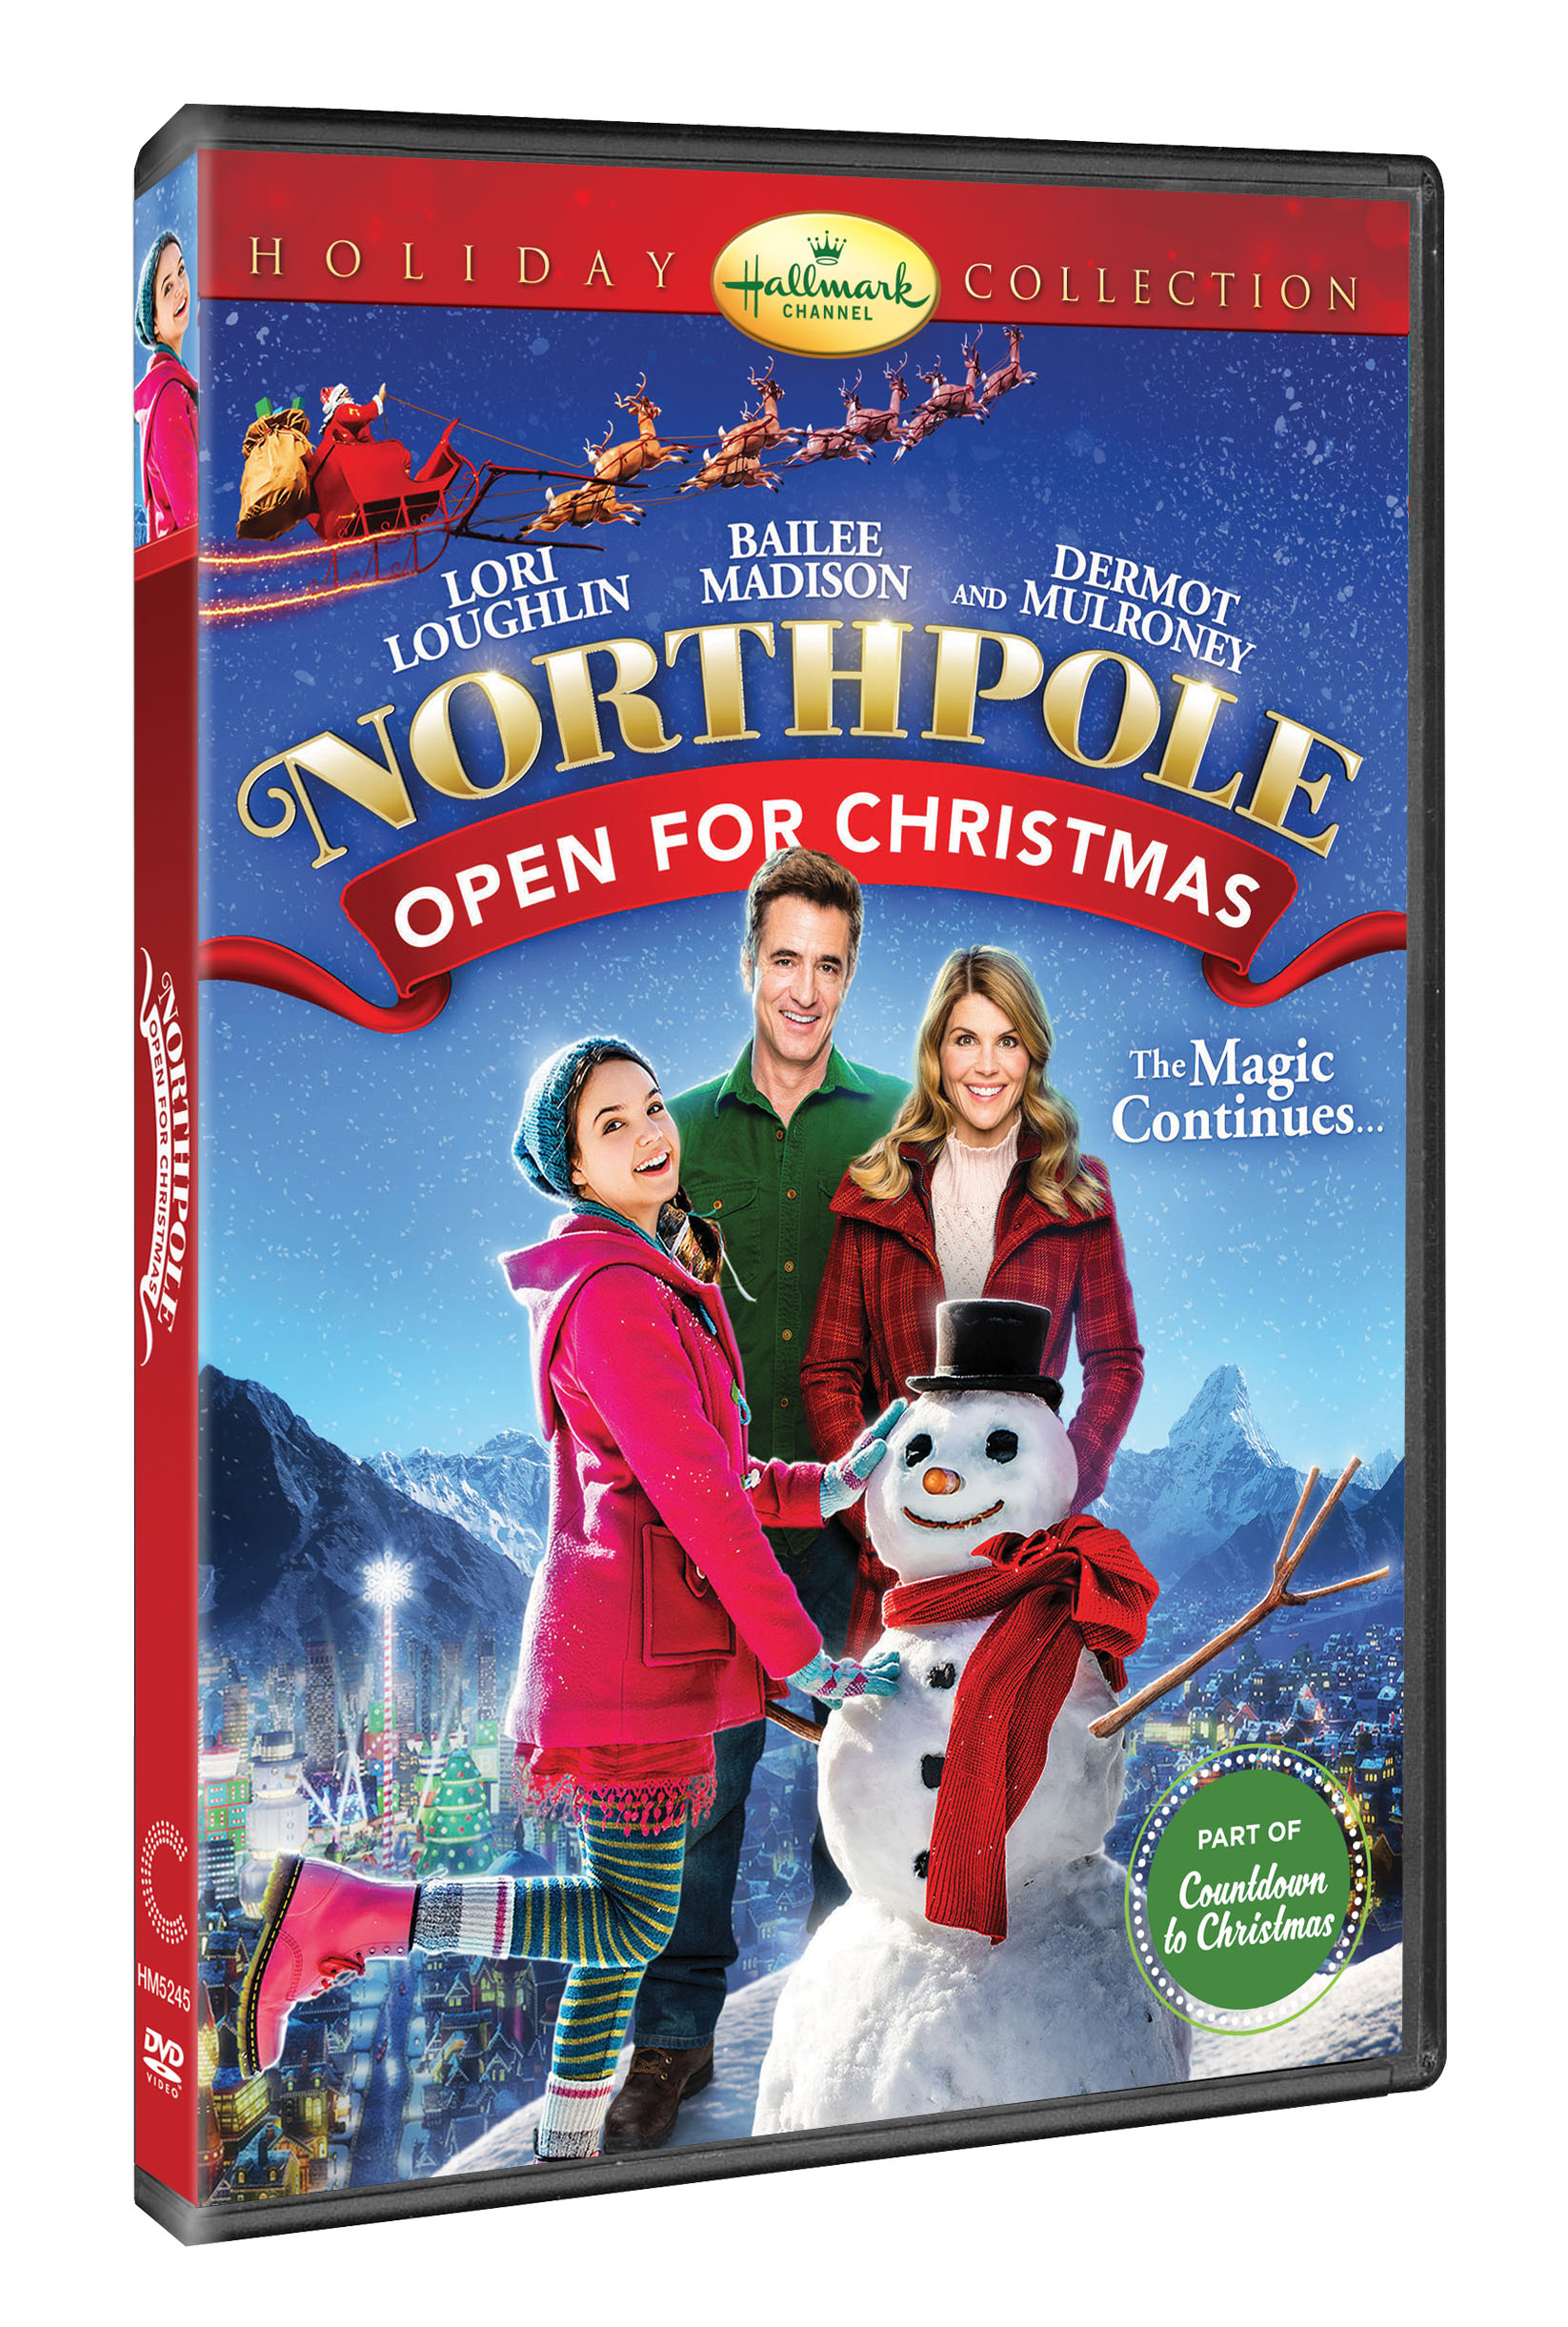 HOLIDAY Hallmark COLLECTION
CHANNEL
LORI
LOUGHLIN
BAILEE
MADISON
AND DERMOT
MULRONEY
NORTHPOLE
OPEN FOR CHRISTMAS
The Magic
Continues...
PART OF
Countdown
to Christmas
NORTHPOLE
OPEN FOR CHRISTMAS
HM5245
DVD
VIDEO